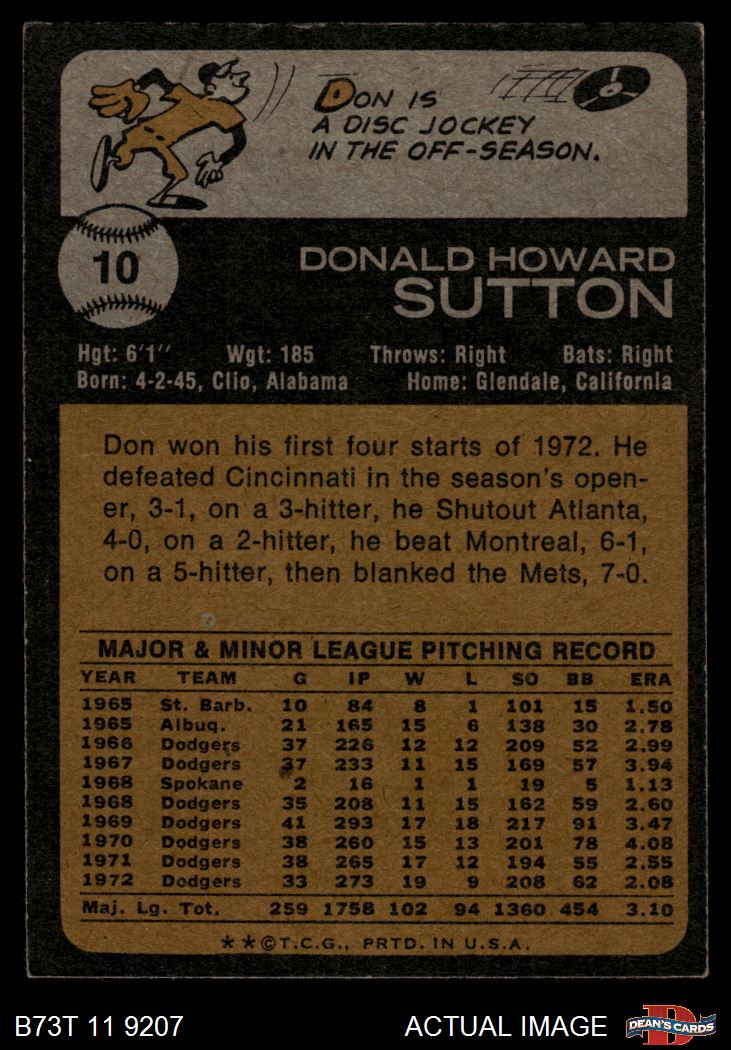 DON IS
A DISC JOCKEY
IN THE OFF-SEASON.
10
DONALD HOWARD
SUTTON
Hgt: 6'1'' Wgt: 185 Throws: Right Bats: Right
Born: 4-2-45, Clio, Alabama Home: Glendale, California
Don won his first four starts of 1972. He
defeated Cincinnati in the season's open-
er, 3-1, on a 3-hitter, he Shutout Atlanta,
4-0, on a 2-hitter, he beat Montreal, 6-1,
on a 5-hitter, then blanked the Mets, 7-0.
MAJOR & MINOR LEAGUE PITCHING RECORD
YEAR TEAM G IP W L SO BB ERA
1965 St. Barb. 10 84 8 1 101 15 1.50
1965 Albuq. 21 165 15 6 138 30 2.78
1966 Dodgers 37 226 12 12 209 52 2.99
1967 Dodgers 37 233 11 15 169 57 3.94
1968 Spokane 2 16 1 1 19 5 1.13
1968 Dodgers 35 208 11 15 162 59 2.60
1969 Dodgers 41 293 17 18 217 91 3.47
1970 Dodgers 38 260 15 13 201 78 4.08
1971 Dodgers 38 265 17 12 194 55 2.55
1972 Dodgers 33 273 19 9 208 62 2.08
Maj. Lg. Tot. 259 1758 102 94 1360 454 3.10
★★©T.C.G., PRTD. IN U.S.A.
B73T 11 9207 ACTUAL IMAGE DEAN'S CARDS